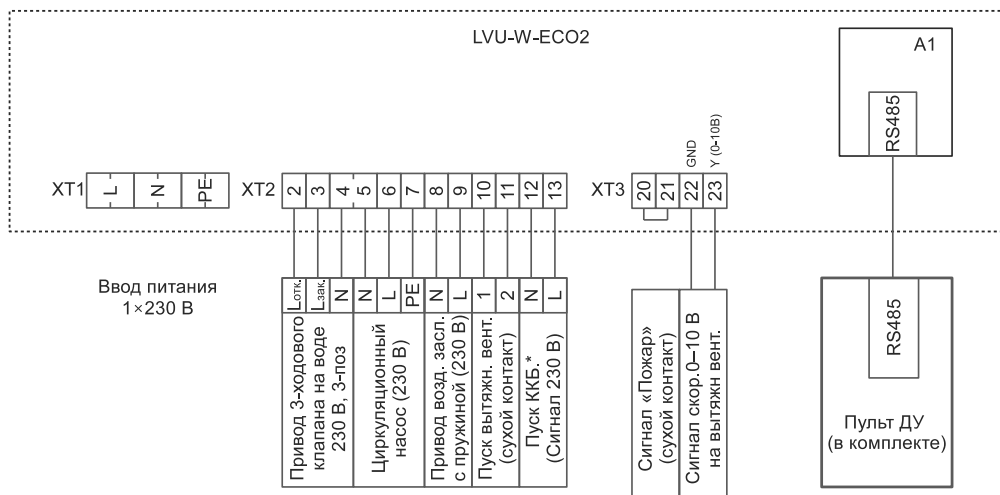 LVU-W-ECO2
A1
RS485
GND
Y (0-10В)
XT1
L
N
PE
XT2
2
3
4
5
6
7
8
9
10
11
12
13
XT3
20
21
22
23
Ввод питания
1×230 В
Lотк.
Lзак.
N
N
L
PE
N
L
1
2
N
L
Привод 3-ходового
клапана на воде
230 В, 3-поз
Циркуляционный
насос (230 В)
Привод возд. засл.
с пружиной (230 В)
Пуск вытяжн. вент.
(сухой контакт)
Пуск ККБ.*
(Сигнал 230 В)
Сигнал «Пожар»
(сухой контакт)
Сигнал скор.0–10 В
на вытяжн вент.
RS485
Пульт ДУ
(в комплекте)